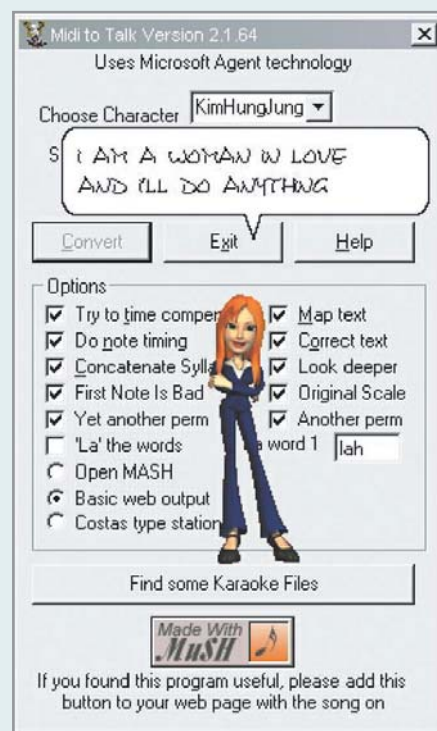 Midi to Talk Version 2.1.64
Uses Microsoft Agent technology
Choose Character KimHungJung
S
I AM A WOMAN IN LOVE
AND I'LL DO ANYTHNG
Convert Exit Help
Options
Try to time compen Map text
Do note timing Correct text
Concatenate Sylla Look deeper
First Note Is Bad Original Scale
Yet another perm Another perm
'La' the words word 1 lah
Open MASH
Basic web output
Costas type station
Find some Karaoke Files
Made With
MuSH
If you found this program useful, please add this
button to your web page with the song on